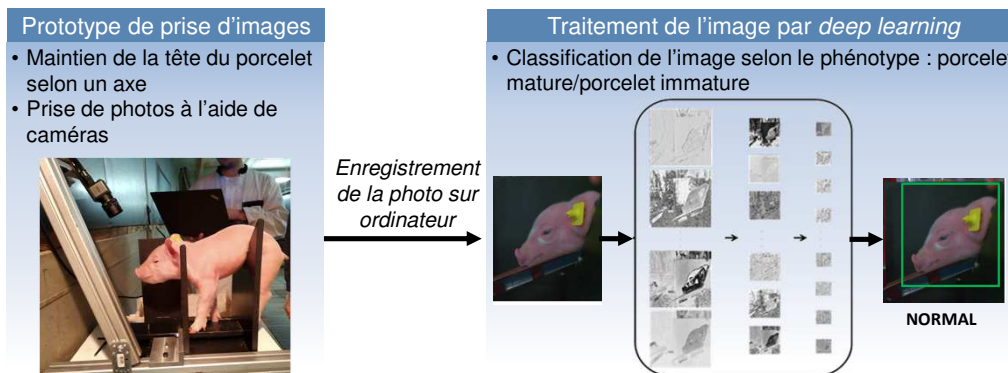 Prototype de prise d'images
• Maintien de la tête du porcelet
selon un axe
• Prise de photos à l'aide de
caméras
Enregistrement
de la photo sur
ordinateur
Traitement de l'image par deep learning
• Classification de l'image selon le phénotype : porcelet
mature/porcelet immature
NORMAL